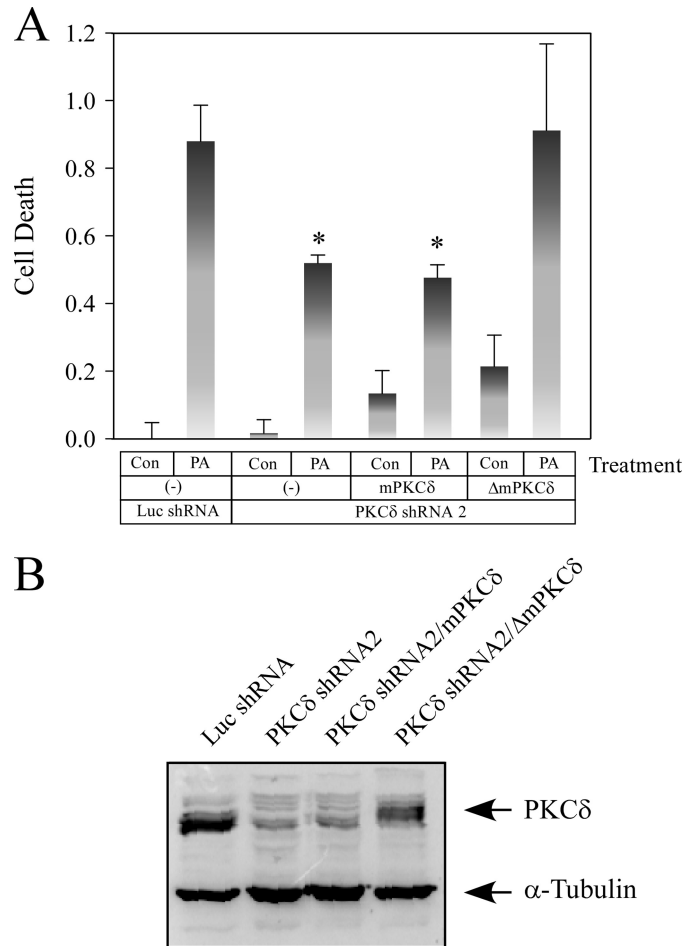 A
1.2
1.0
0.8
0.6
0.4
0.2
0.0
Cell Death
* *
Con PA Con PA Con PA Con PA Treatment
(-) (-) mPKCδ ΔmPKCδ
Luc shRNA PKCδ shRNA 2
B
Luc shRNA
PKCδ shRNA2
PKCδ shRNA2/mPKCδ
PKCδ shRNA2/ΔmPKCδ
PKCδ
α-Tubulin